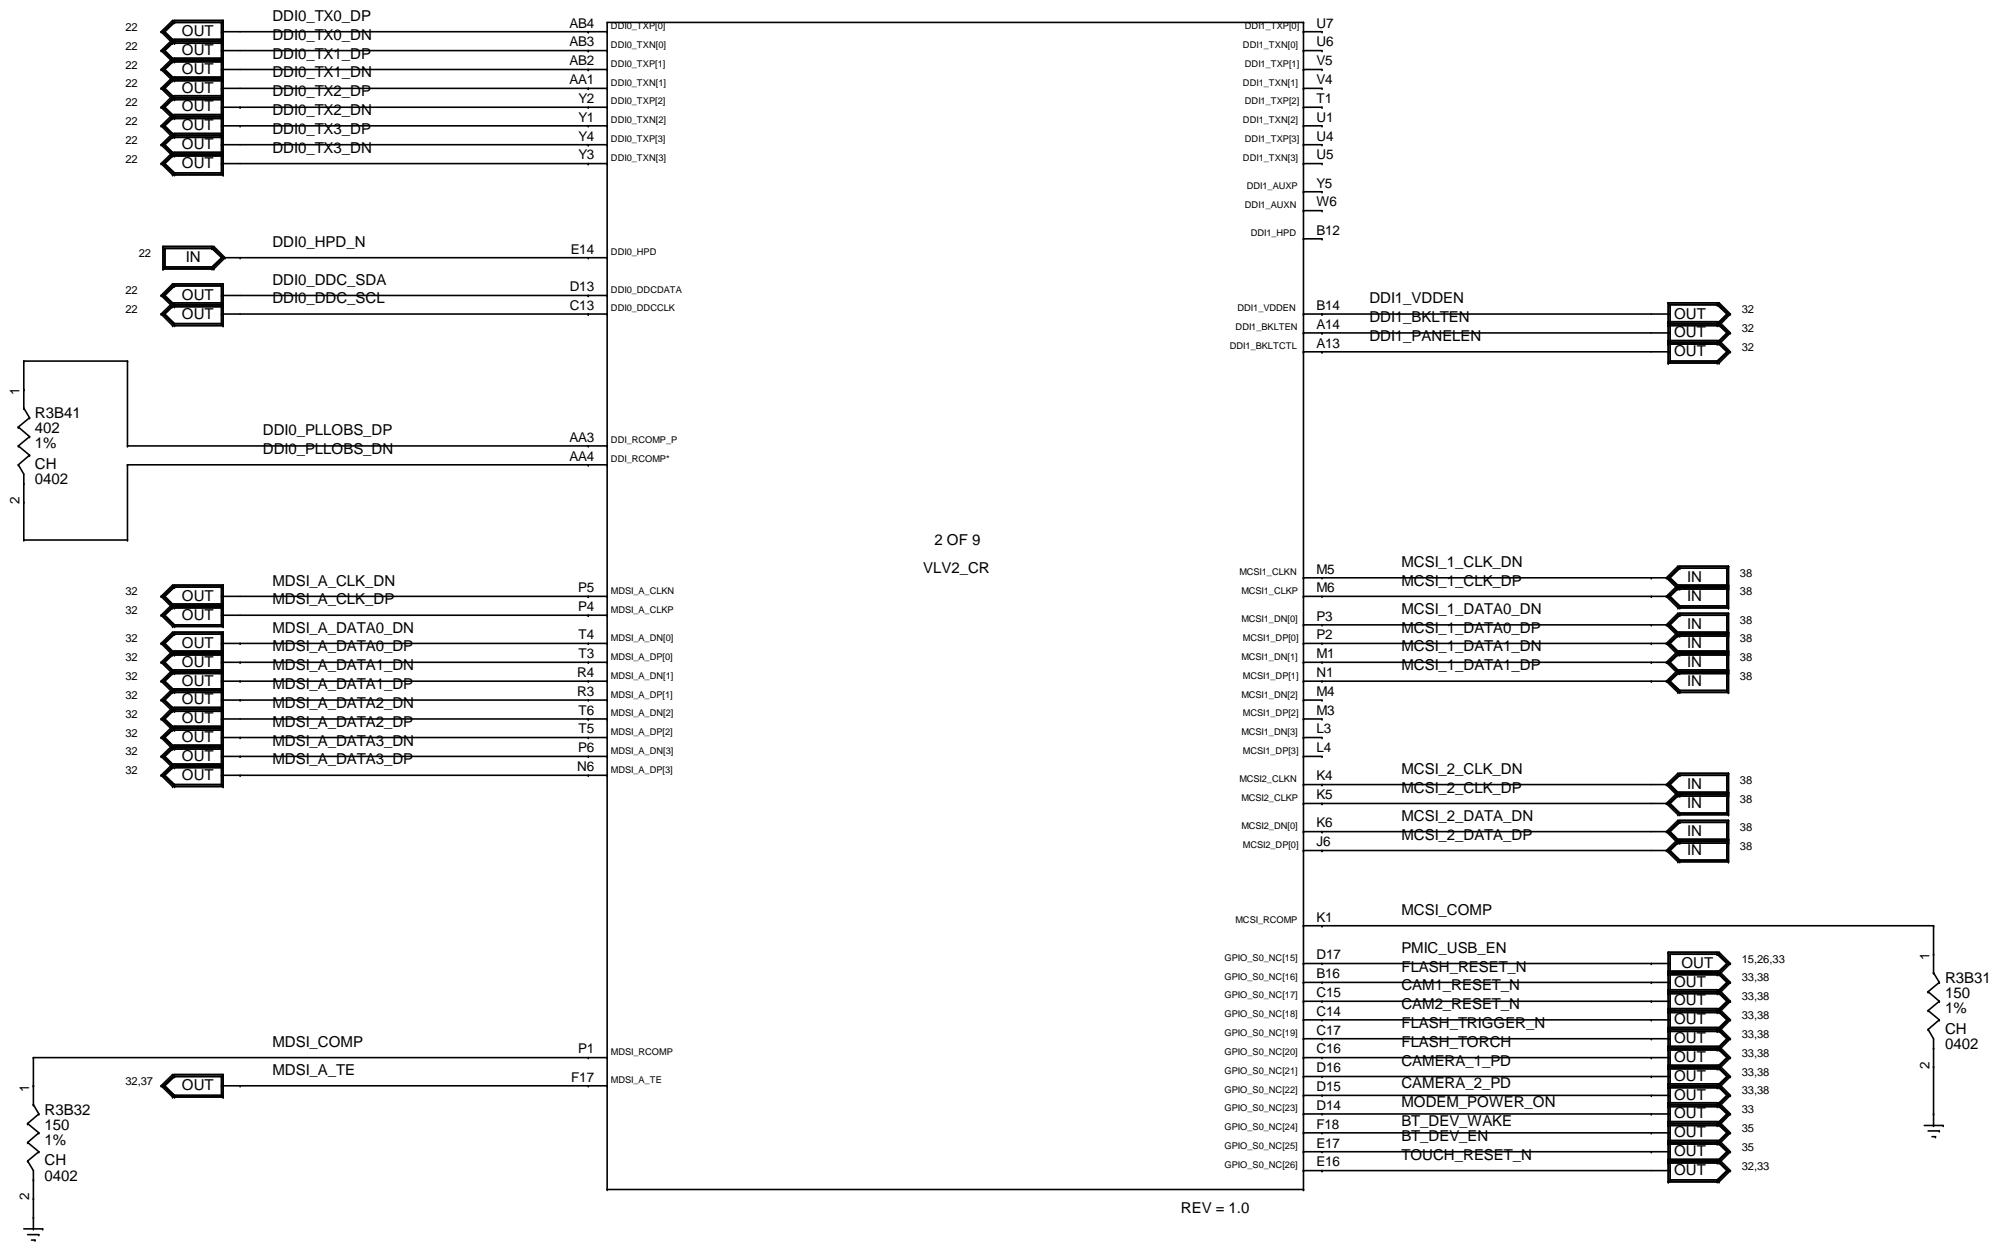 22 OUT DDI0_TX0_DP AB4 DDI0_TXP[0]
22 OUT DDI0_TX0_DN AB3 DDI0_TXN[0]
22 OUT DDI0_TX1_DP AB2 DDI0_TXP[1]
22 OUT DDI0_TX1_DN AA1 DDI0_TXN[1]
22 OUT DDI0_TX2_DP Y2 DDI0_TXP[2]
22 OUT DDI0_TX2_DN Y1 DDI0_TXN[2]
22 OUT DDI0_TX3_DP Y4 DDI0_TXP[3]
22 OUT DDI0_TX3_DN Y3 DDI0_TXN[3]
22 IN DDI0_HPD_N E14 DDI0_HPD
22 OUT DDI0_DDC_SDA D13 DDI0_DDCDATA
22 OUT DDI0_DDC_SCL C13 DDI0_DDCCLK
1
R3B41
402
1%
CH
0402
2
DDI0_PLLOBS_DP AA3 DDI_RCOMP_P
DDI0_PLLOBS_DN AA4 DDI_RCOMP*
32 OUT MDSI_A_CLK_DN P5 MDSI_A_CLKN
32 OUT MDSI_A_CLK_DP P4 MDSI_A_CLKP
32 OUT MDSI_A_DATA0_DN T4 MDSI_A_DN[0]
32 OUT MDSI_A_DATA0_DP T3 MDSI_A_DP[0]
32 OUT MDSI_A_DATA1_DN R4 MDSI_A_DN[1]
32 OUT MDSI_A_DATA1_DP R3 MDSI_A_DP[1]
32 OUT MDSI_A_DATA2_DN T6 MDSI_A_DN[2]
32 OUT MDSI_A_DATA2_DP T5 MDSI_A_DP[2]
32 OUT MDSI_A_DATA3_DN P6 MDSI_A_DN[3]
32 OUT MDSI_A_DATA3_DP N6 MDSI_A_DP[3]
MDSI_COMP P1 MDSI_RCOMP
32,37 OUT MDSI_A_TE F17 MDSI_A_TE
1
R3B32
150
1%
CH
0402
2
2 OF 9
VLV2_CR
DDI1_TXP[0] U7
DDI1_TXN[0] U6
DDI1_TXP[1] V5
DDI1_TXN[1] V4
DDI1_TXP[2] T1
DDI1_TXN[2] U1
DDI1_TXP[3] U4
DDI1_TXN[3] U5
DDI1_AUXP Y5
DDI1_AUXN W6
DDI1_HPD B12
DDI1_VDDEN B14 DDI1_VDDEN OUT 32
DDI1_BKLTEN A14 DDI1_BKLTEN OUT 32
DDI1_BKLTCTL A13 DDI1_PANELEN OUT 32
MCSI1_CLKN M5 MCSI_1_CLK_DN IN 38
MCSI1_CLKP M6 MCSI_1_CLK_DP IN 38
MCSI1_DN[0] P3 MCSI_1_DATA0_DN IN 38
MCSI1_DP[0] P2 MCSI_1_DATA0_DP IN 38
MCSI1_DN[1] M1 MCSI_1_DATA1_DN IN 38
MCSI1_DP[1] N1 MCSI_1_DATA1_DP IN 38
MCSI1_DN[2] M4
MCSI1_DP[2] M3
MCSI1_DN[3] L3
MCSI1_DP[3] L4
MCSI2_CLKN K4 MCSI_2_CLK_DN IN 38
MCSI2_CLKP K5 MCSI_2_CLK_DP IN 38
MCSI2_DN[0] K6 MCSI_2_DATA_DN IN 38
MCSI2_DP[0] J6 MCSI_2_DATA_DP IN 38
MCSI_RCOMP K1 MCSI_COMP
GPIO_S0_NC[15] D17 PMIC_USB_EN OUT 15,26,33
GPIO_S0_NC[16] B16 FLASH_RESET_N OUT 33,38
GPIO_S0_NC[17] C15 CAM1_RESET_N OUT 33,38
GPIO_S0_NC[18] C14 CAM2_RESET_N OUT 33,38
GPIO_S0_NC[19] C17 FLASH_TRIGGER_N OUT 33,38
GPIO_S0_NC[20] C16 FLASH_TORCH OUT 33,38
GPIO_S0_NC[21] D16 CAMERA_1_PD OUT 33,38
GPIO_S0_NC[22] D15 CAMERA_2_PD OUT 33,38
GPIO_S0_NC[23] D14 MODEM_POWER_ON OUT 33
GPIO_S0_NC[24] F18 BT_DEV_WAKE OUT 35
GPIO_S0_NC[25] E17 BT_DEV_EN OUT 35
GPIO_S0_NC[26] E16 TOUCH_RESET_N OUT 32,33
1
R3B31
150
1%
CH
0402
2
REV = 1.0